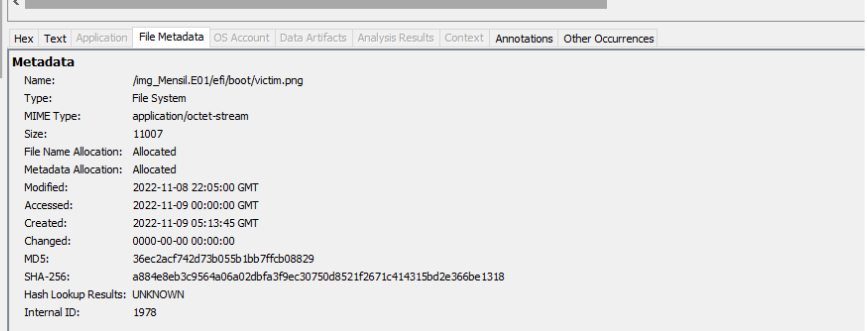 Hex Text Application File Metadata OS Account Data Artifacts Analysis Results Context Annotations Other Occurrences
Metadata
Name: /img_Mensil.E01/efi/boot/victim.png
Type: File System
MIME Type: application/octet-stream
Size: 11007
File Name Allocation: Allocated
Metadata Allocation: Allocated
Modified: 2022-11-08 22:05:00 GMT
Accessed: 2022-11-09 00:00:00 GMT
Created: 2022-11-09 05:13:45 GMT
Changed: 0000-00-00 00:00:00
MD5: 36ec2acf742d73b055b1bb7ffcb08829
SHA-256: a884e8eb3c9564a06a02dbfa3f9ec30750d8521f2671c414315bd2e366be1318
Hash Lookup Results: UNKNOWN
Internal ID: 1978